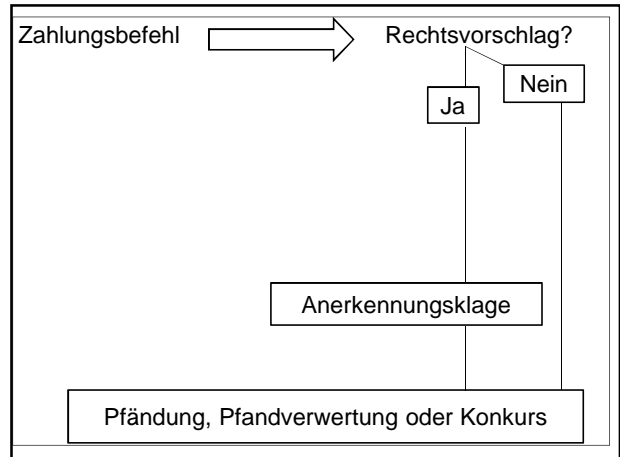 Zahlungsbefehl Rechtsvorschlag?
Nein
Ja
Anerkennungsklage
Pfändung, Pfandverwertung oder Konkurs